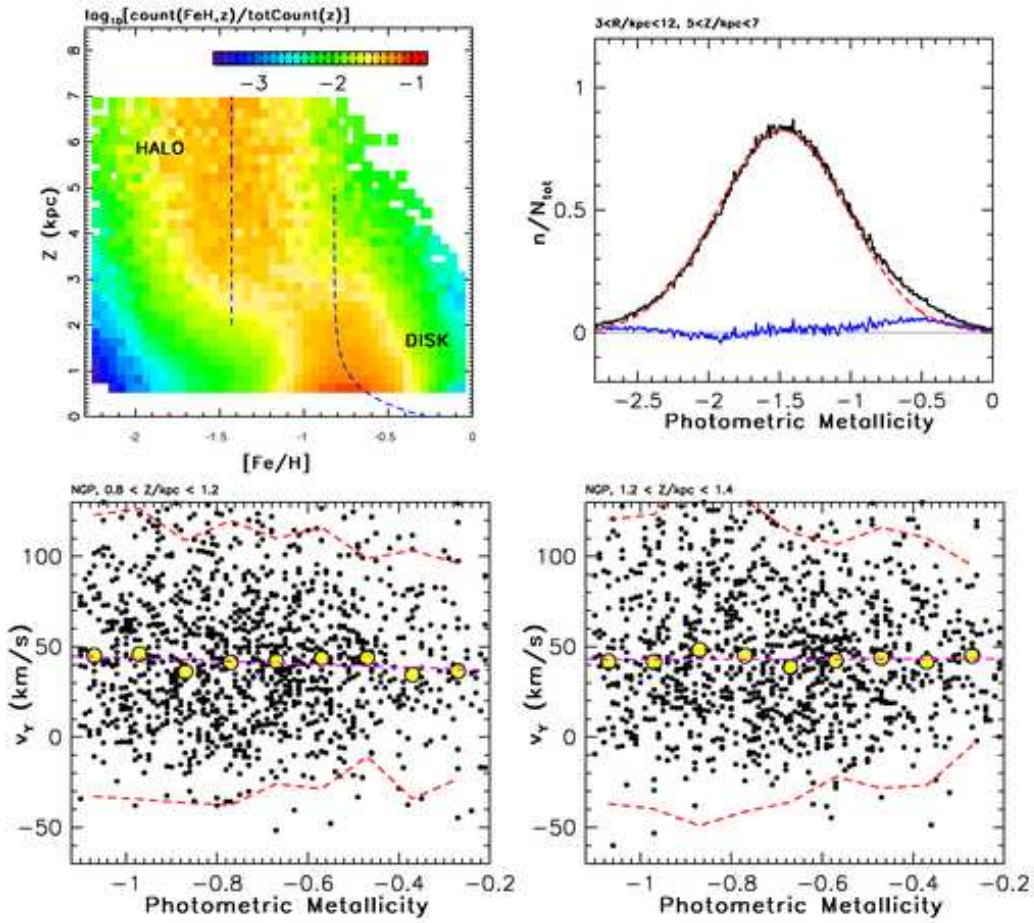 log₁₀[count(FeH,z)/totCount(z)]
−3 −2 −1
HALO
DISK
Z (kpc)
0 1 2 3 4 5 6 7 8
-2 -1.5 -1 -0.5 0
[Fe/H]
3<R/kpc<12, 5<Z/kpc<7
n/Nₜₒₜ
1
0.5
0
−2.5 −2 −1.5 −1 −0.5 0
Photometric Metallicity
NGP, 0.8 < Z/kpc < 1.2
vᵧ (km/s)
100
50
0
−50
−1 −0.8 −0.6 −0.4 −0.2
Photometric Metallicity
NGP, 1.2 < Z/kpc < 1.4
vᵧ (km/s)
100
50
0
−50
−1 −0.8 −0.6 −0.4 −0.2
Photometric Metallicity